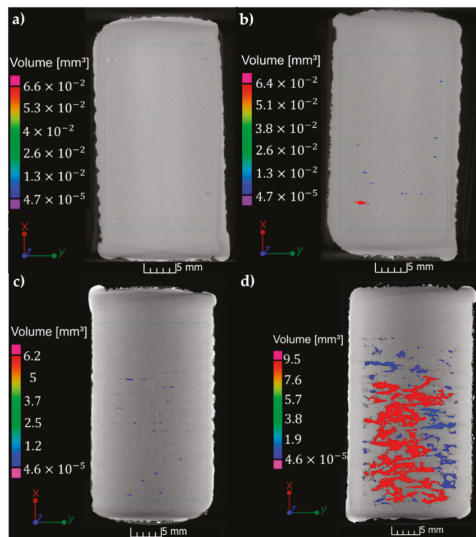 a)
Volume [mm³]
6.6 × 10⁻²
5.3 × 10⁻²
4 × 10⁻²
2.6 × 10⁻²
1.3 × 10⁻²
4.7 × 10⁻⁵
X
Z
Y
5 mm
b)
Volume [mm³]
6.4 × 10⁻²
5.1 × 10⁻²
3.8 × 10⁻²
2.6 × 10⁻²
1.3 × 10⁻²
4.7 × 10⁻⁵
X
Z
Y
5 mm
c)
Volume [mm³]
6.2
5
3.7
2.5
1.2
4.6 × 10⁻⁵
X
Z
Y
5 mm
d)
Volume [mm³]
9.5
7.6
5.7
3.8
1.9
4.6 × 10⁻⁵
X
Z
Y
5 mm